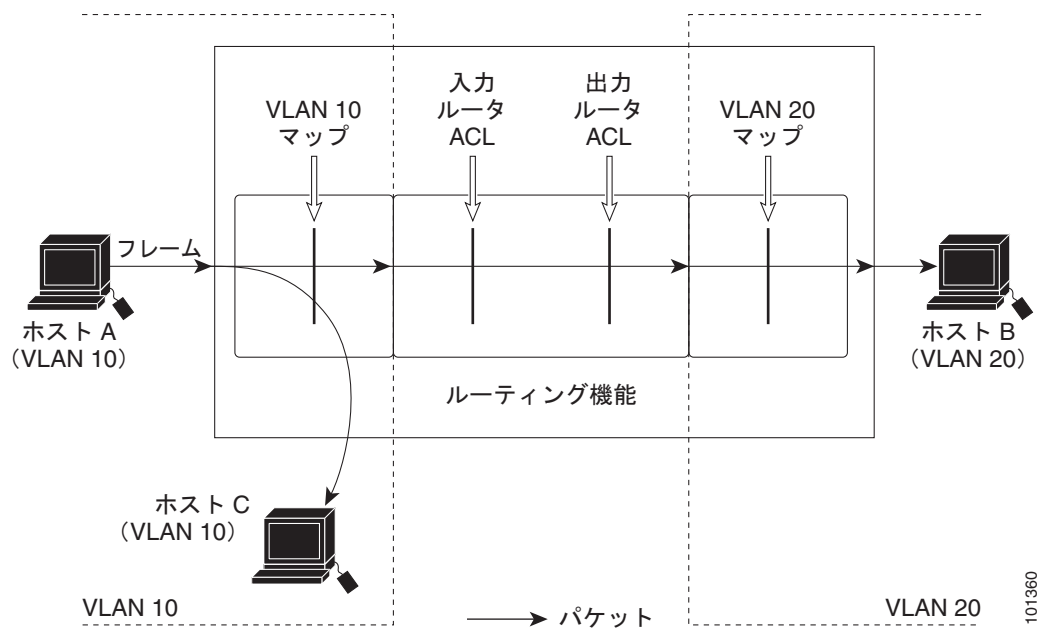 VLAN 10
マップ
入力
ルータ
ACL
出力
ルータ
ACL
VLAN 20
マップ
フレーム
ホスト A
（VLAN 10）
ホスト B
（VLAN 20）
ルーティング機能
ホスト C
（VLAN 10）
VLAN 10
パケット
VLAN 20
101360